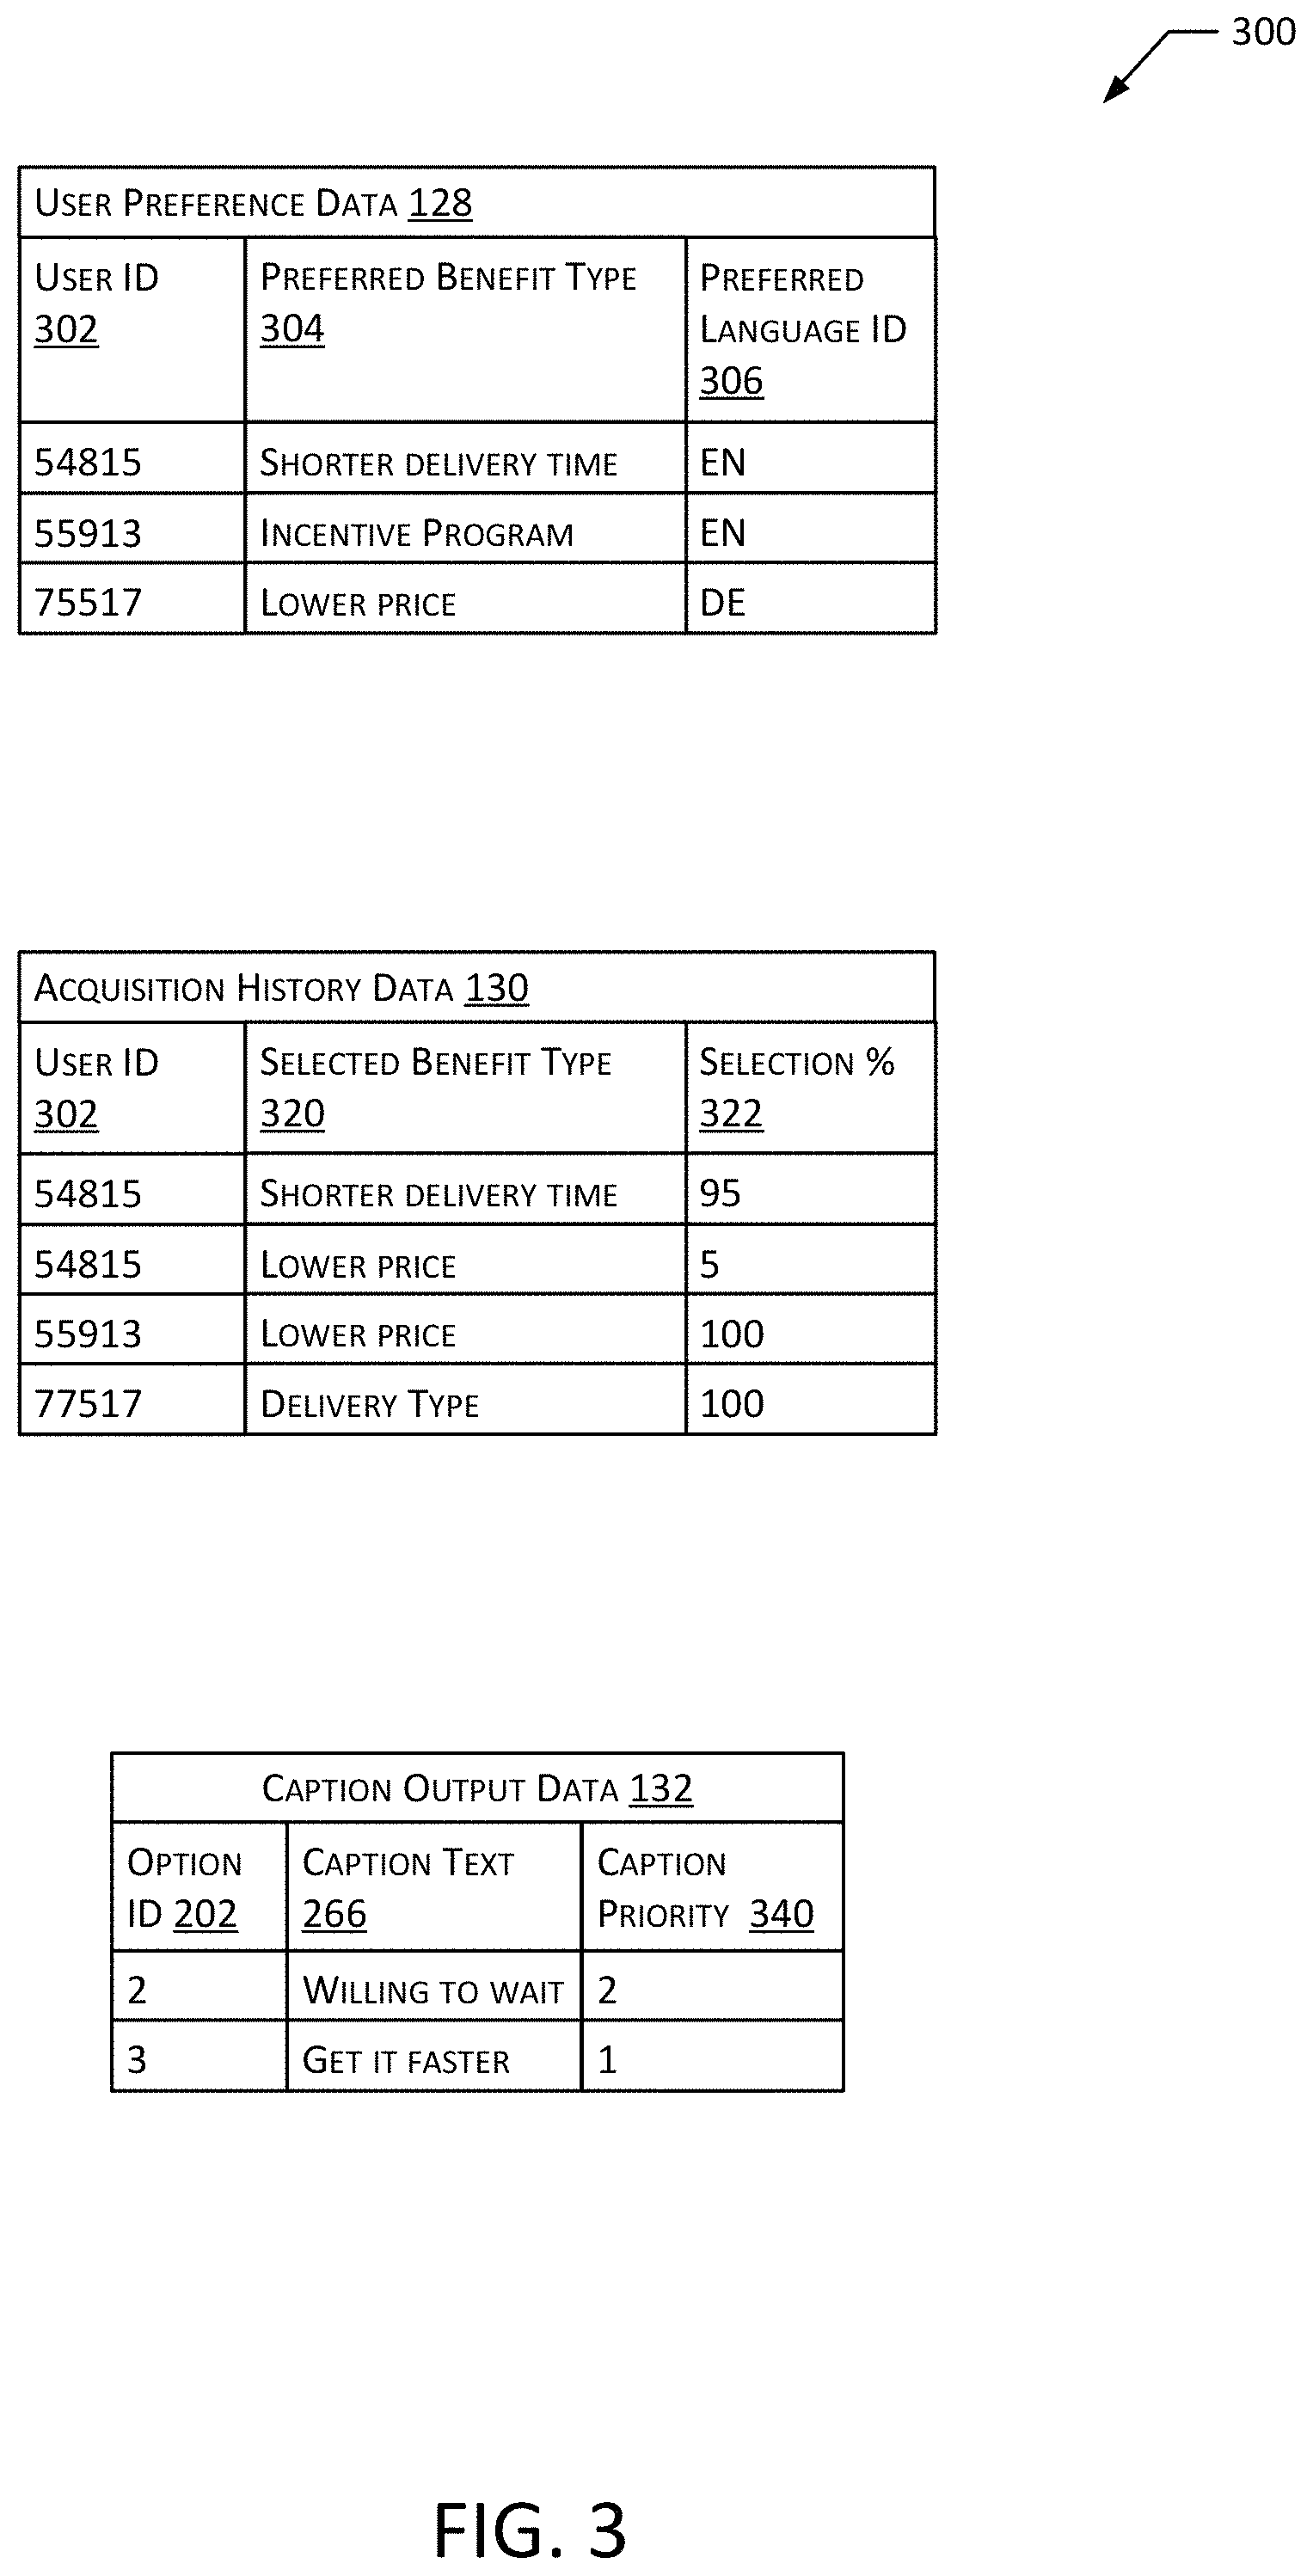 300
USER PREFERENCE DATA 128
USER ID 302
PREFERRED BENEFIT TYPE 304
PREFERRED LANGUAGE ID 306
54815 SHORTER DELIVERY TIME EN
55913 INCENTIVE PROGRAM EN
75517 LOWER PRICE DE
ACQUISITION HISTORY DATA 130
USER ID 302
SELECTED BENEFIT TYPE 320
SELECTION % 322
54815 SHORTER DELIVERY TIME 95
54815 LOWER PRICE 5
55913 LOWER PRICE 100
77517 DELIVERY TYPE 100
CAPTION OUTPUT DATA 132
OPTION ID 202
CAPTION TEXT 266
CAPTION PRIORITY 340
2 WILLING TO WAIT 2
3 GET IT FASTER 1
FIG. 3